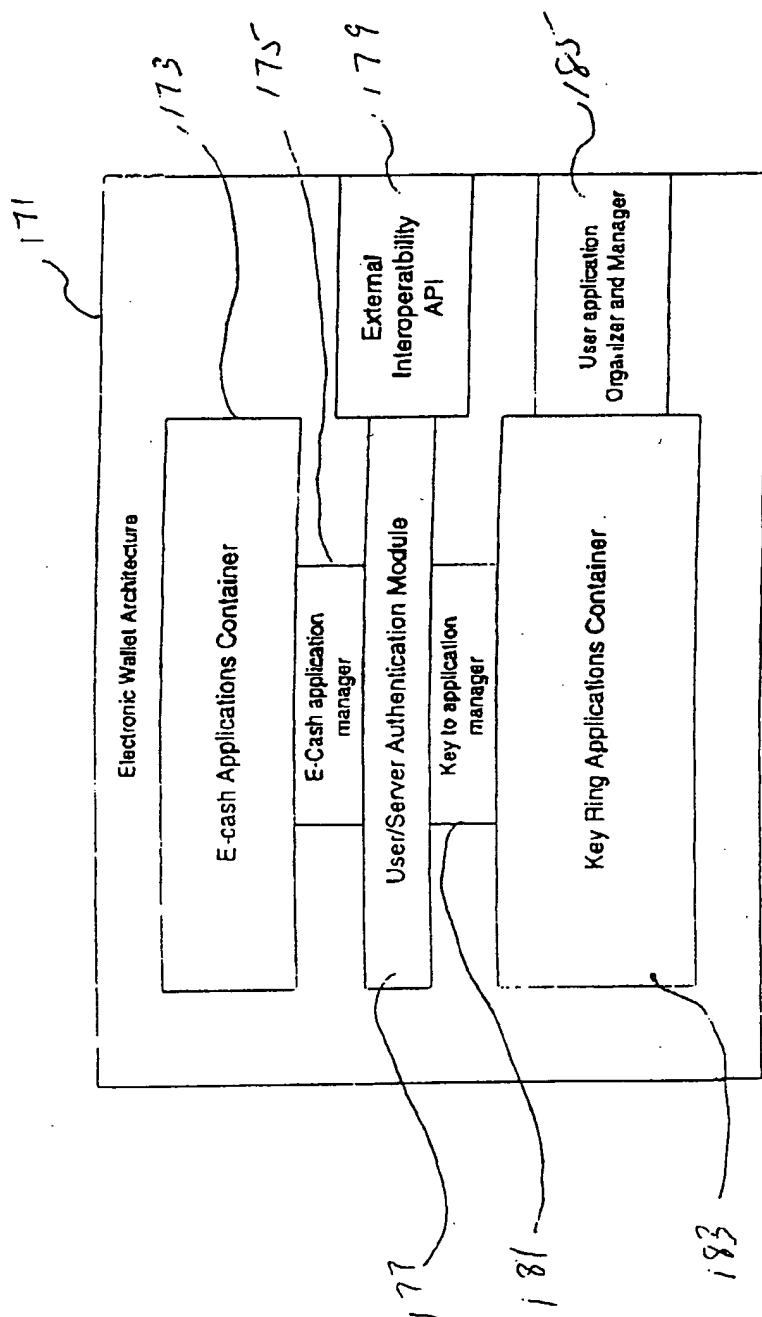 171
Electronic Wallet Architecture
173
E-cash Applications Container
175
E-Cash application
manager
User/Server Authentication Module
177
External
Interoperatbility
API
179
Key to application
manager
181
Key Ring Applications Container
183
User application
Organizer and Manager
185